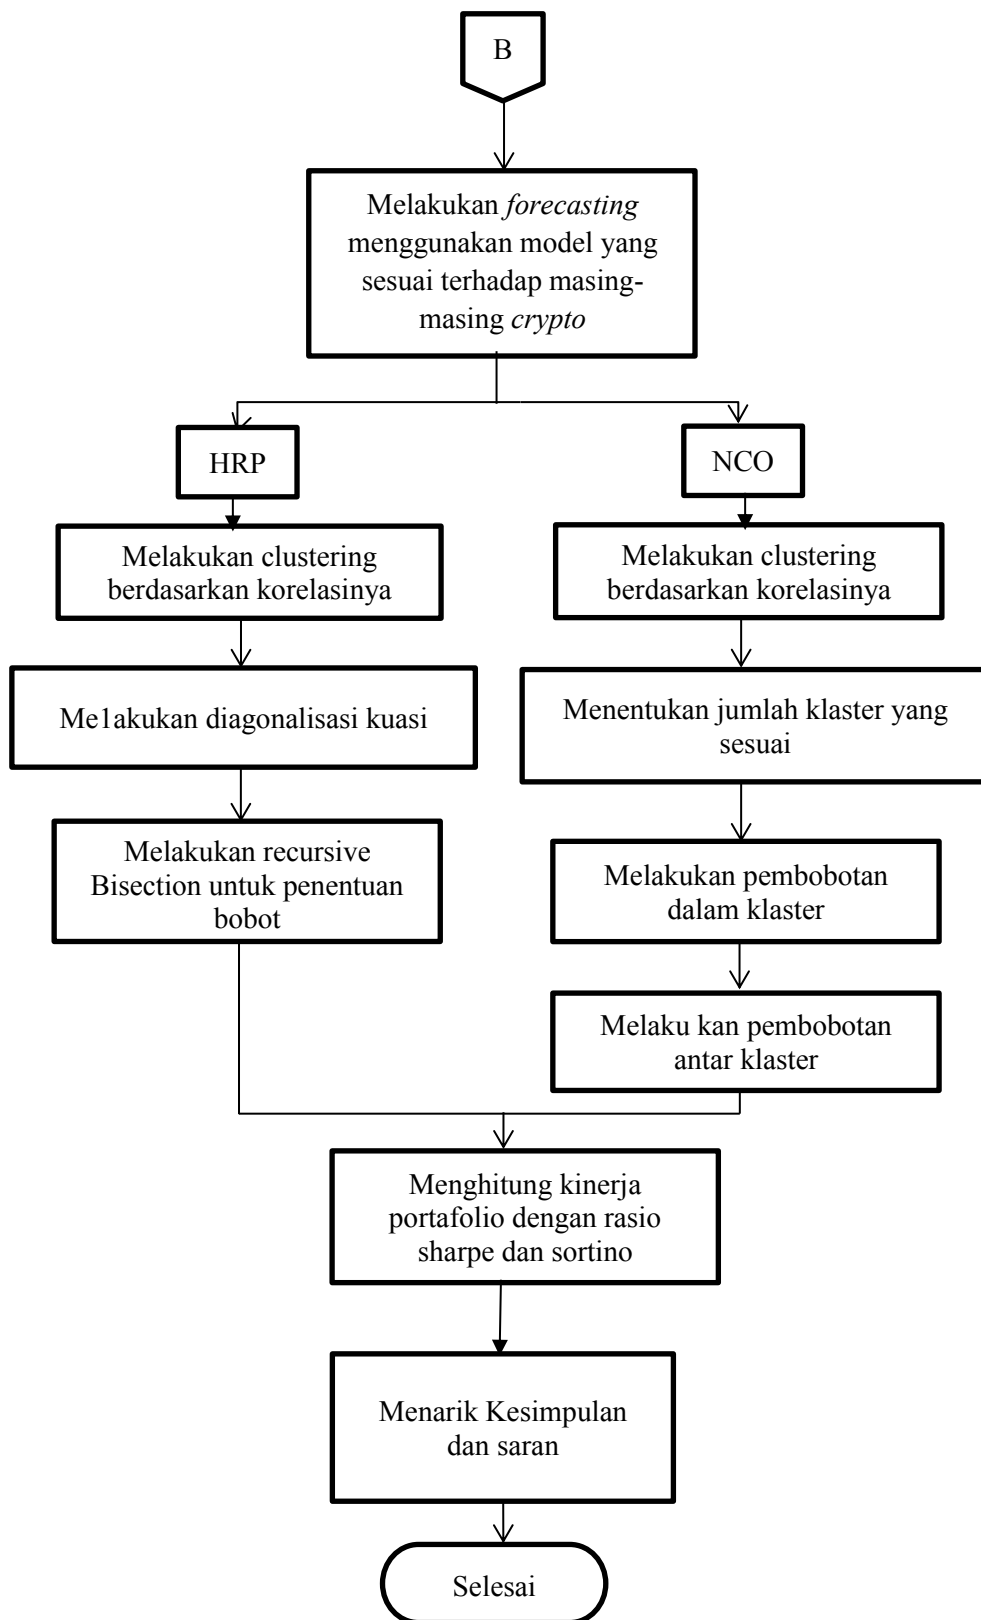 B
Melakukan forecasting
menggunakan model yang
sesuai terhadap masing-
masing crypto
HRP
NCO
Melakukan clustering
berdasarkan korelasinya
Melakukan clustering
berdasarkan korelasinya
Me1akukan diagonalisasi kuasi
Menentukan jumlah klaster yang
sesuai
Melakukan recursive
Bisection untuk penentuan
bobot
Melakukan pembobotan
dalam klaster
Melaku kan pembobotan
antar klaster
Menghitung kinerja
portafolio dengan rasio
sharpe dan sortino
Menarik Kesimpulan
dan saran
Selesai